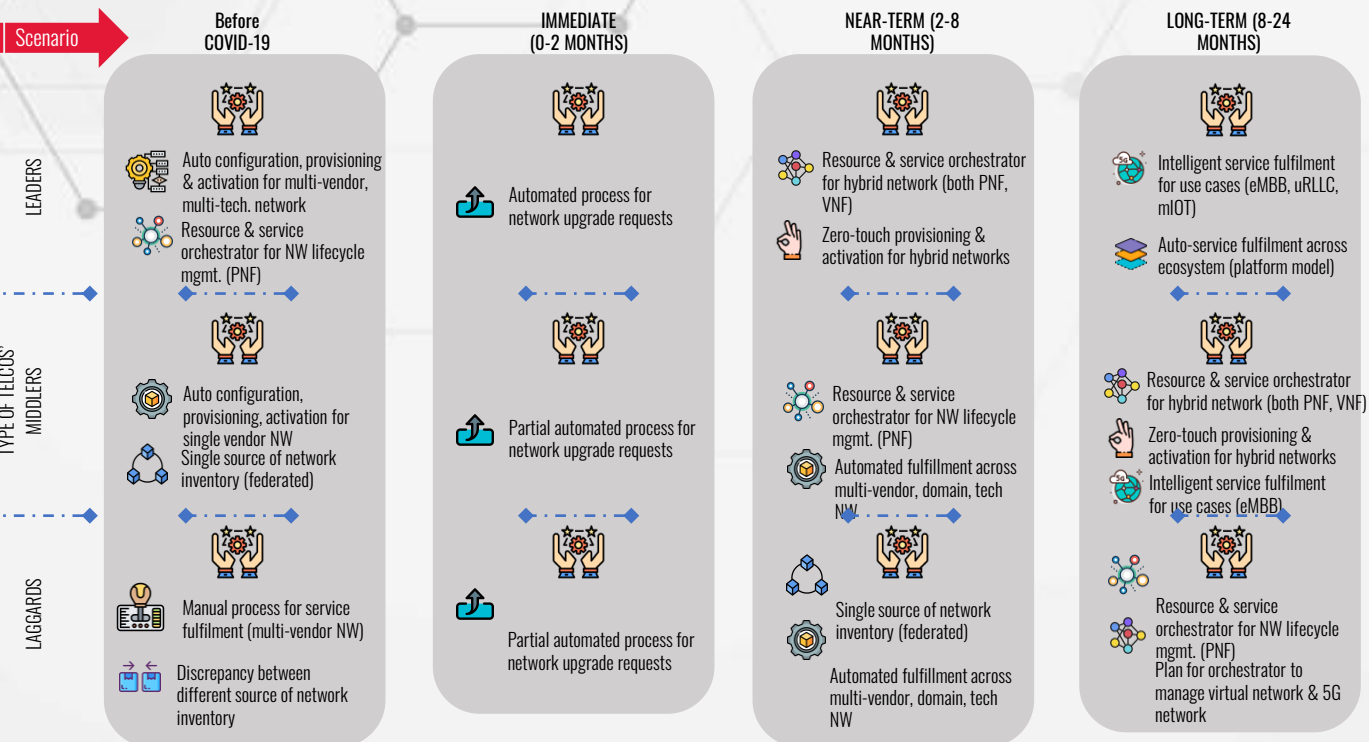 Scenario
Before
COVID-19
IMMEDIATE
(0-2 MONTHS)
NEAR-TERM (2-8
MONTHS)
LONG-TERM (8-24
MONTHS)
TYPE OF TELCOS'
LEADERS
Auto configuration, provisioning
& activation for multi-vendor,
multi-tech. network
Resource & service
orchestrator for NW lifecycle
mgmt. (PNF)
Automated process for
network upgrade requests
Resource & service orchestrator
for hybrid network (both PNF,
VNF)
Zero-touch provisioning &
activation for hybrid networks
5G
Intelligent service fulfilment
for use cases (eMBB, uRLLC,
mIOT)
Auto-service fulfilment across
ecosystem (platform model)
MIDDLERS
Auto configuration,
provisioning, activation for
single vendor NW
Single source of network
inventory (federated)
Partial automated process for
network upgrade requests
Resource & service
orchestrator for NW lifecycle
mgmt. (PNF)
Automated fulfillment across
multi-vendor, domain, tech
NW
Resource & service orchestrator
for hybrid network (both PNF, VNF)
Zero-touch provisioning &
activation for hybrid networks
5G
Intelligent service fulfilment
for use cases (eMBB)
LAGGARDS
Manual process for service
fulfilment (multi-vendor NW)
Discrepancy between
different source of network
inventory
Partial automated process for
network upgrade requests
Single source of network
inventory (federated)
Automated fulfillment across
multi-vendor, domain, tech
NW
Resource & service
orchestrator for NW lifecycle
mgmt. (PNF)
Plan for orchestrator to
manage virtual network & 5G
network